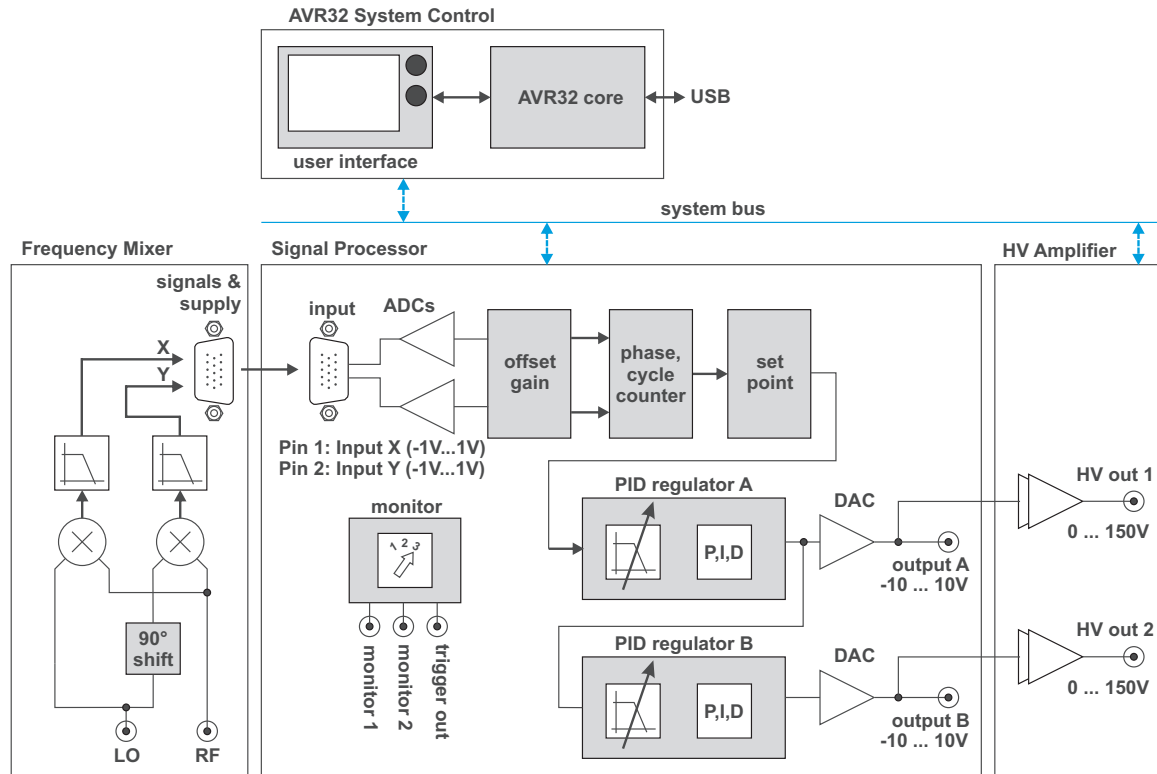 AVR32 System Control
AVR32 core
USB
user interface
system bus
Frequency Mixer
signals &
supply
X
Y
90°
shift
LO
RF
Signal Processor
input
ADCs
offset
gain
phase,
cycle
counter
set
point
Pin 1: Input X (-1V...1V)
Pin 2: Input Y (-1V...1V)
monitor
1 2 3
monitor 1
monitor 2
trigger out
PID regulator A
P,I,D
DAC
output A
-10 ... 10V
PID regulator B
P,I,D
DAC
output B
-10 ... 10V
HV Amplifier
HV out 1
0 ... 150V
HV out 2
0 ... 150V